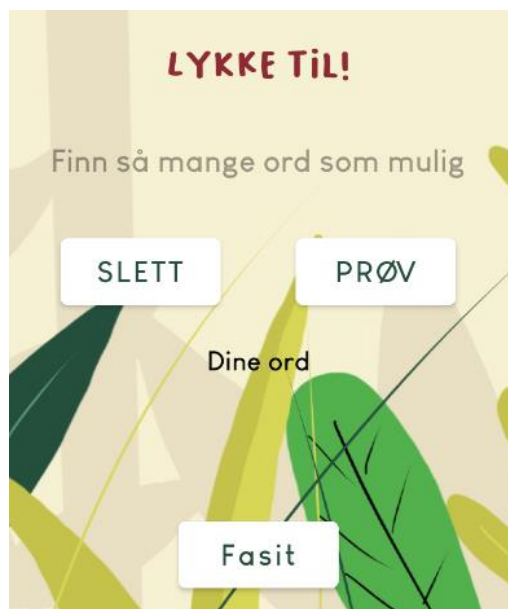 LYKKE TiL!
Finn så mange ord som mulig
SLETT PRØV
Dine ord
Fasit